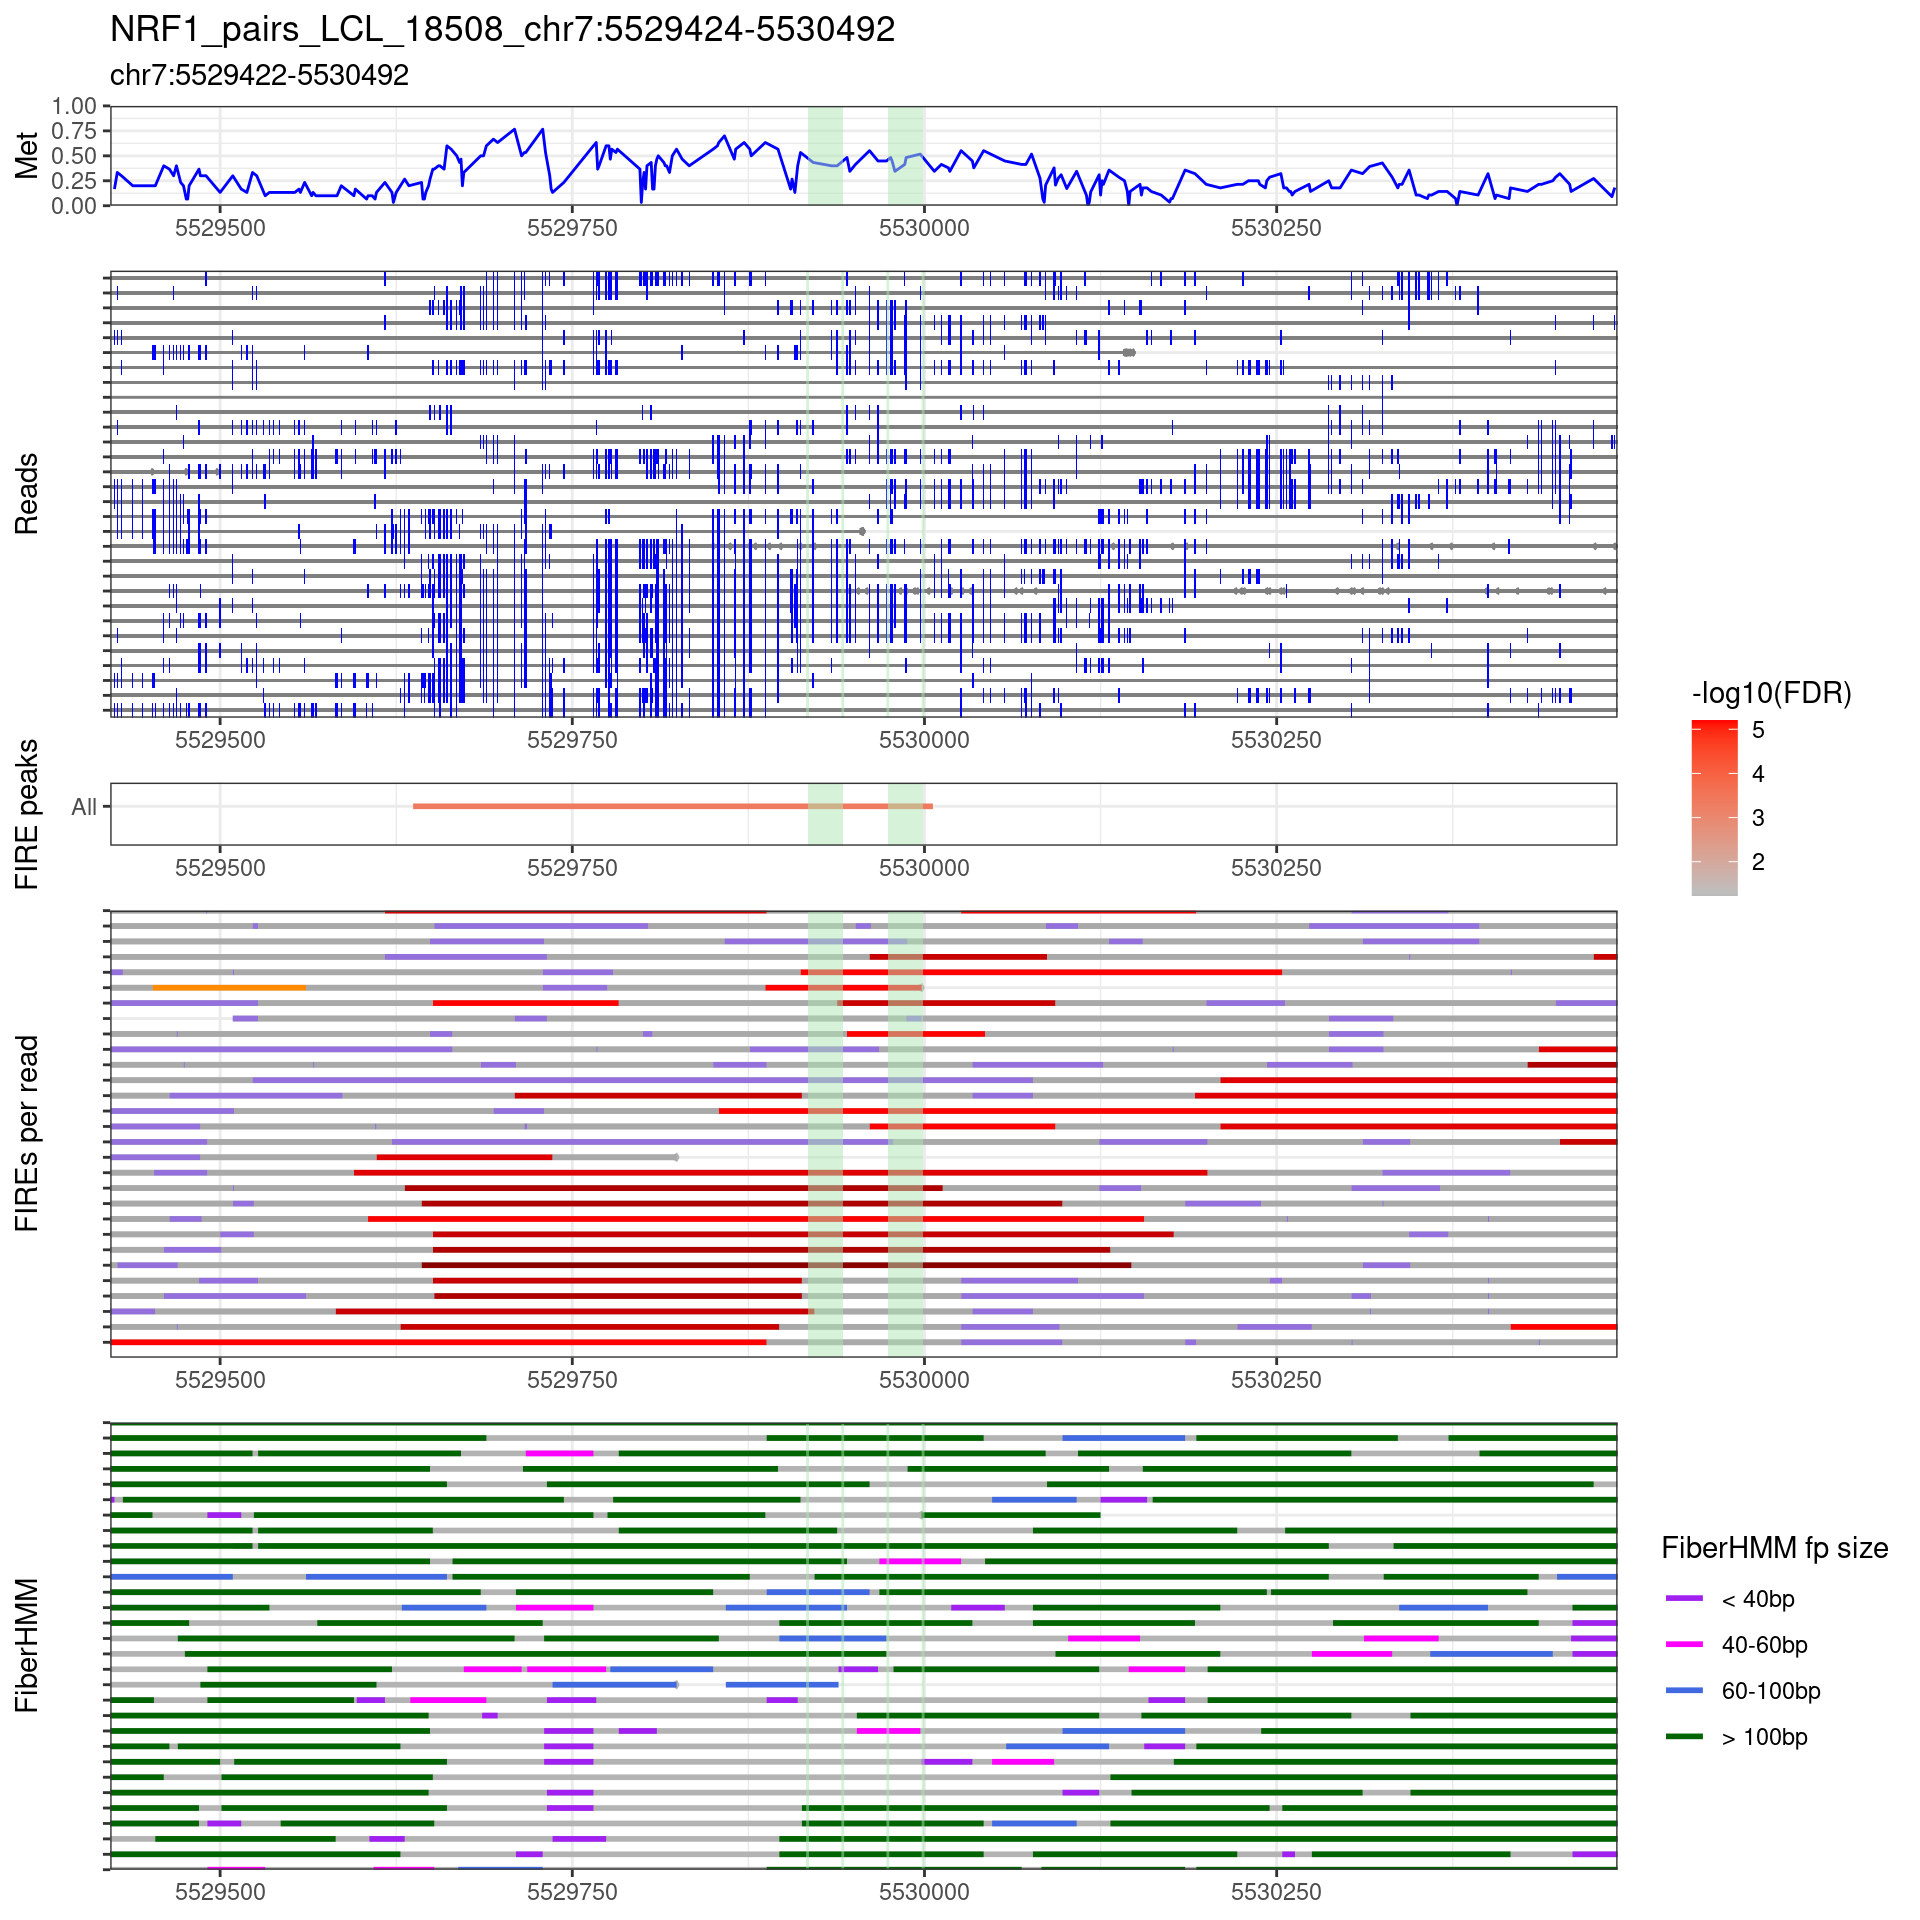 NRF1_pairs_LCL_18508_chr7:5529424-5530492
chr7:5529422-5530492
Met
1.00
0.75
0.50
0.25
0.00
5529500 5529750 5530000 5530250
Reads
5529500 5529750 5530000 5530250
FIRE peaks
All
5529500 5529750 5530000 5530250
-log10(FDR)
5
4
3
2
FIREs per read
5529500 5529750 5530000 5530250
FiberHMM
5529500 5529750 5530000 5530250
FiberHMM fp size
< 40bp
40-60bp
60-100bp
> 100bp